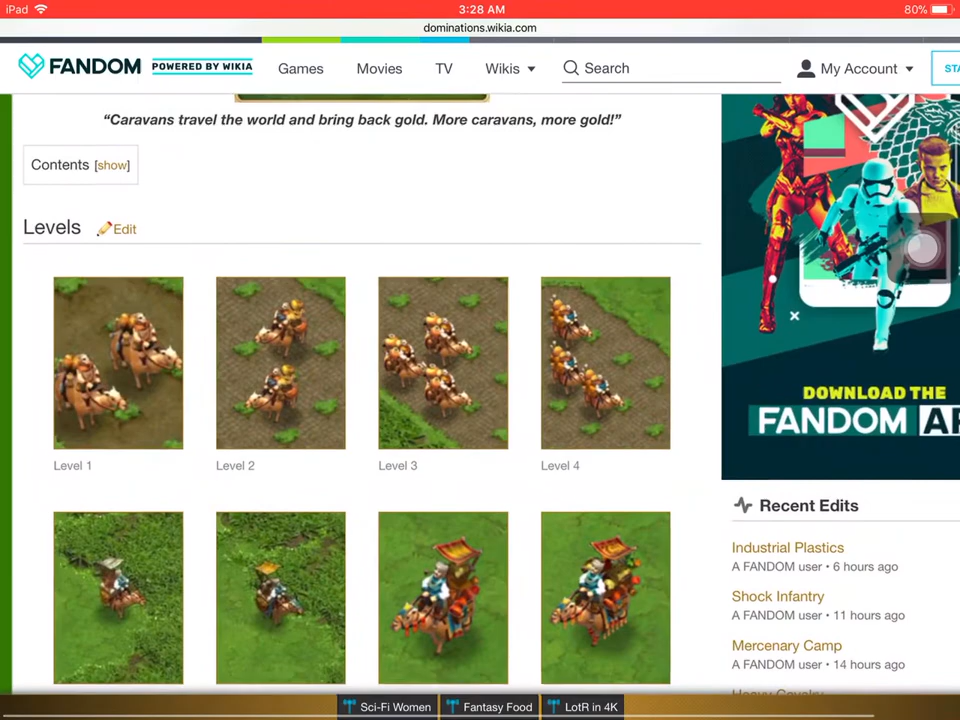 iPad 3:28 AM 80%
dominations.wikia.com
FANDOM POWERED BY WIKIA Games Movies TV Wikis Search My Account STA
“Caravans travel the world and bring back gold. More caravans, more gold!”
Contents [show]
Levels Edit
Level 1 Level 2 Level 3 Level 4
DOWNLOAD THE
FANDOM AP
Recent Edits
Industrial Plastics
A FANDOM user • 6 hours ago
Shock Infantry
A FANDOM user • 11 hours ago
Mercenary Camp
A FANDOM user • 14 hours ago
Heavy Cavalry
Sci-Fi Women Fantasy Food LotR in 4K